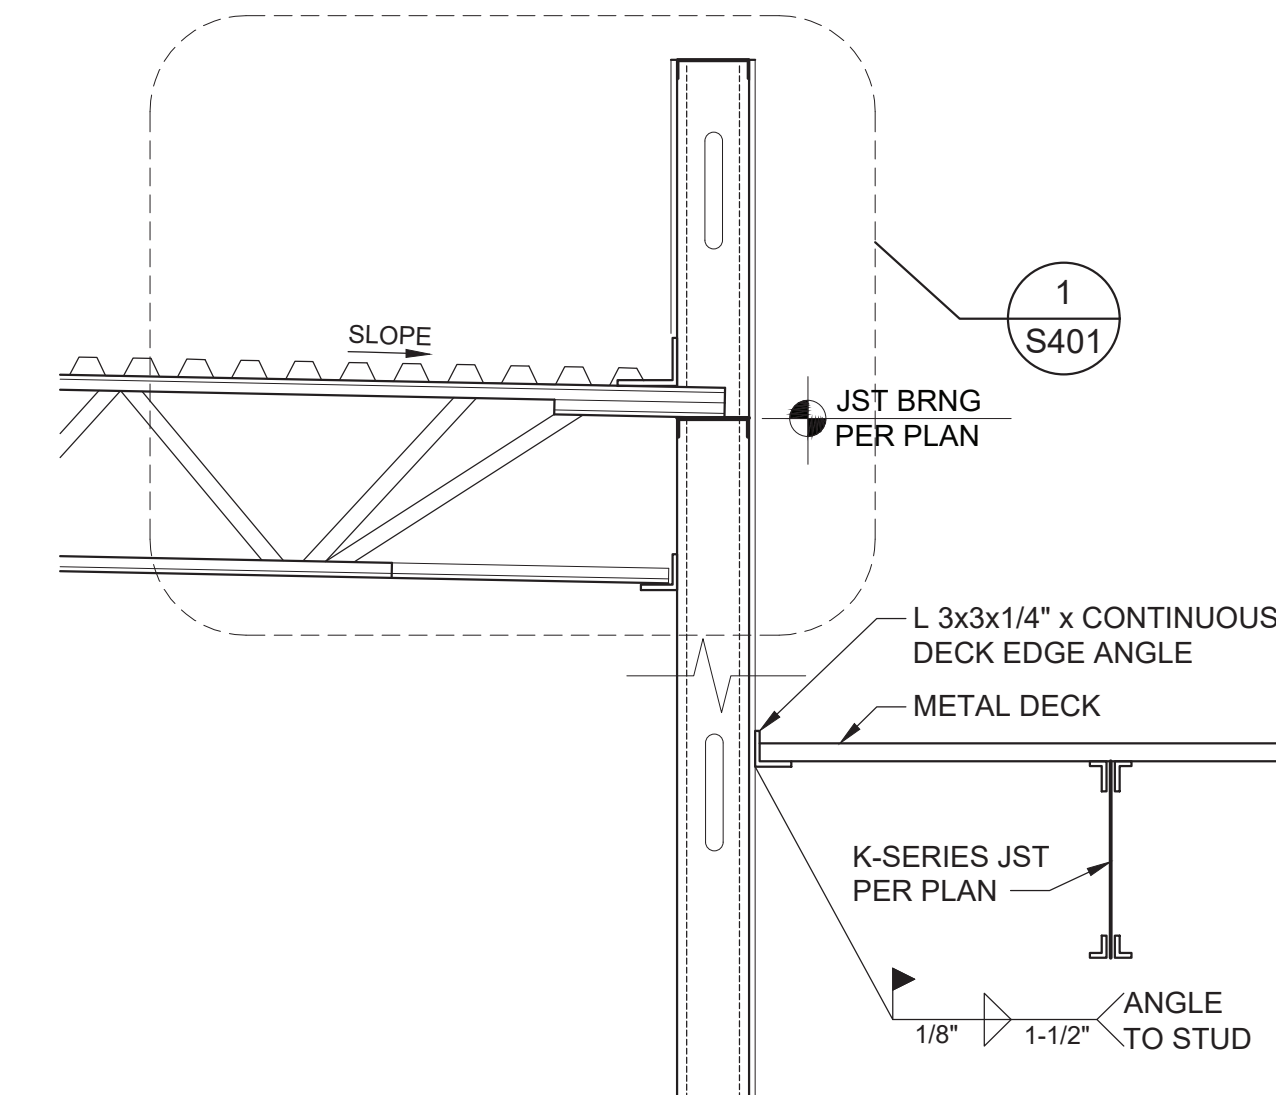 SLOPE
1
S401
JST BRNG
PER PLAN
L 3x3x1/4" x CONTINUOUS
DECK EDGE ANGLE
METAL DECK
K-SERIES JST
PER PLAN
1/8"
1-1/2"
ANGLE
TO STUD